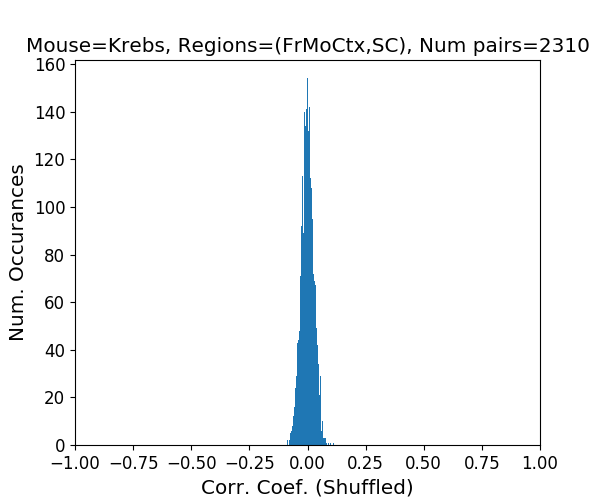 Mouse=Krebs, Regions=(FrMoCtx,SC), Num pairs=2310
160
140
120
100
80
60
40
20
0
Num. Occurances
−1.00 −0.75 −0.50 −0.25 0.00 0.25 0.50 0.75 1.00
Corr. Coef. (Shuffled)